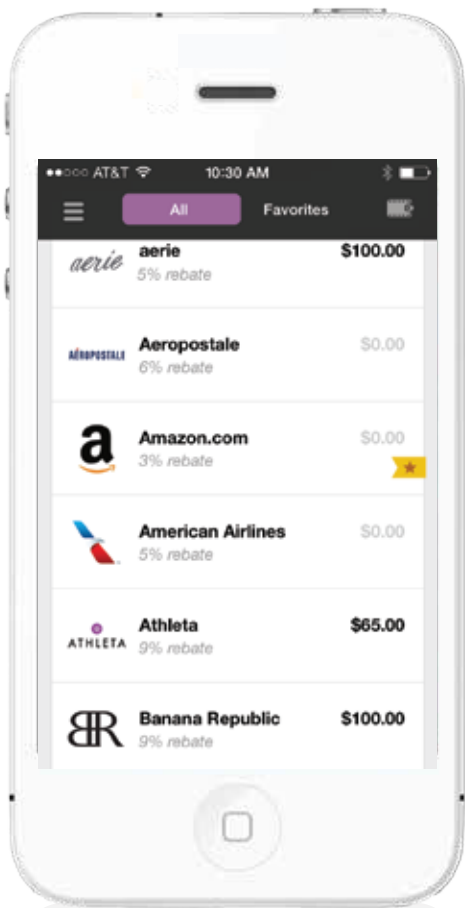 AT&T 10:30 AM
All Favorites
aerie aerie $100.00
5% rebate
AÉROPOSTALE Aeropostale $0.00
6% rebate
a Amazon.com $0.00
3% rebate
American Airlines $0.00
5% rebate
ATHLETA Athleta $65.00
9% rebate
BR Banana Republic $100.00
9% rebate